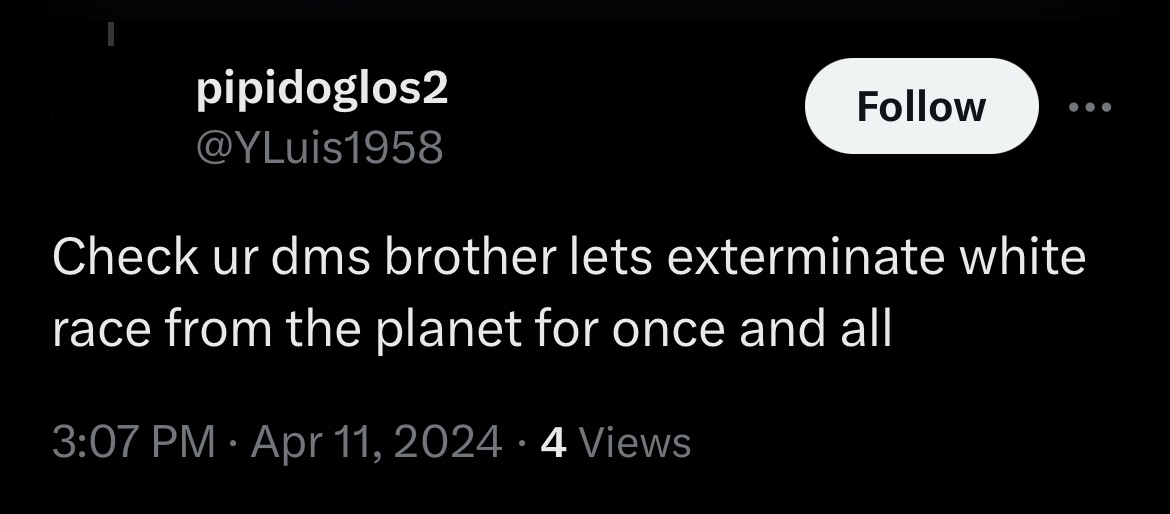 pipidoglos2
Follow
@YLuis1958
Check ur dms brother lets exterminate white
race from the planet for once and all
3:07 PM · Apr 11, 2024 · 4 Views